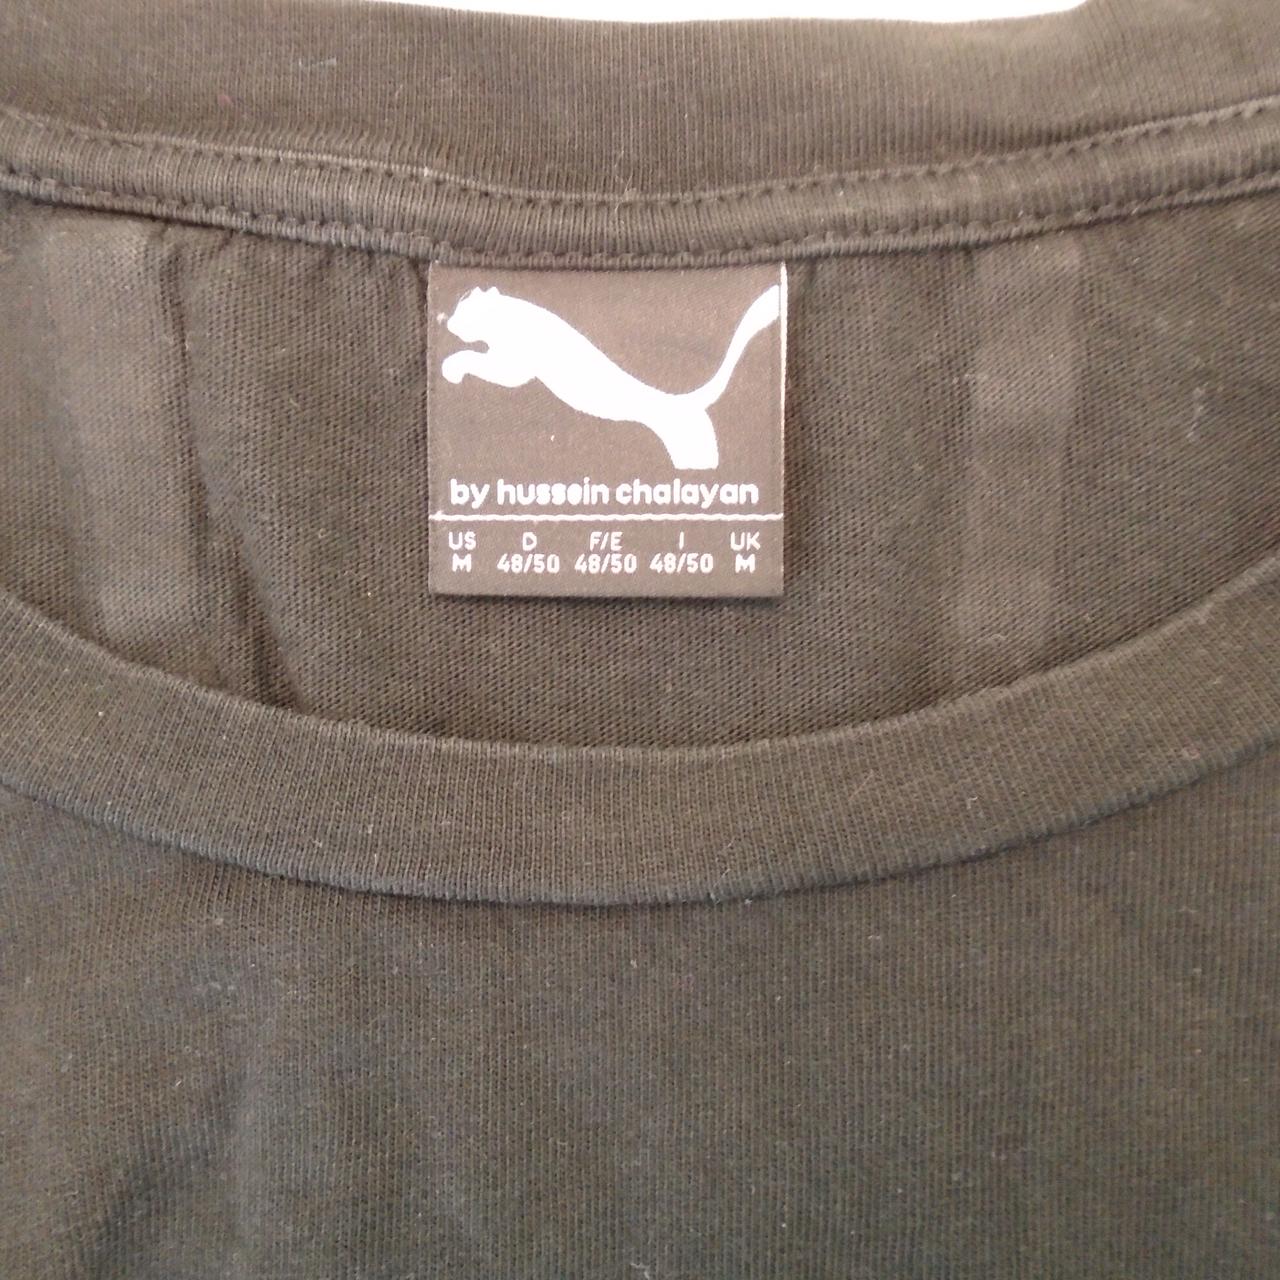 by hussein chalayan
US D F/E I UK
M 48/50 48/50 48/50 M